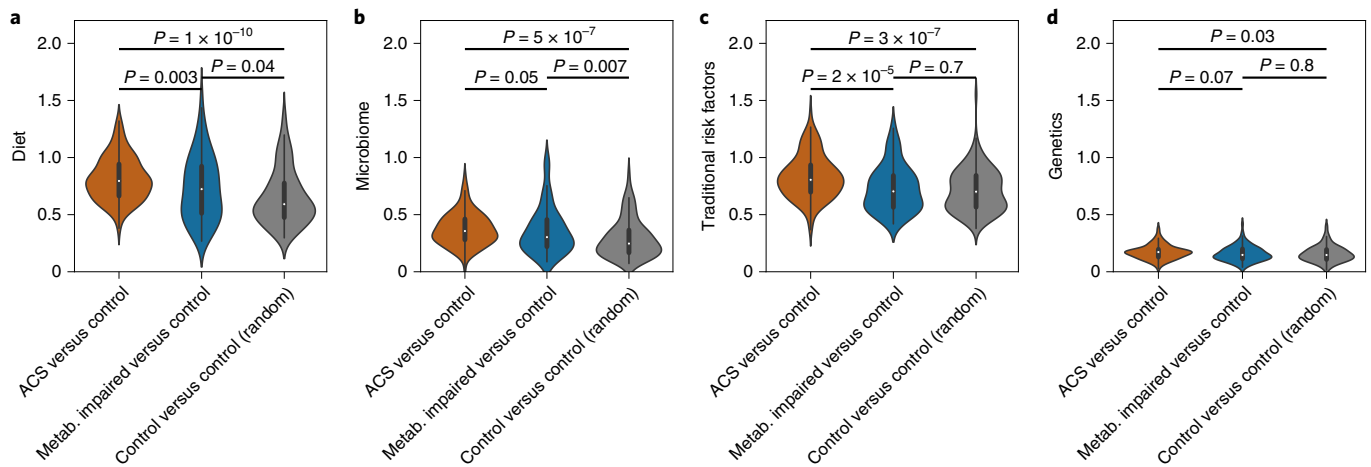 a
P = 1 × 10⁻¹⁰
P = 0.003
P = 0.04
Diet
2.0
1.5
1.0
0.5
0
ACS versus control
Metab. impaired versus control
Control versus control (random)
b
P = 5 × 10⁻⁷
P = 0.05
P = 0.007
Microbiome
2.0
1.5
1.0
0.5
0
ACS versus control
Metab. impaired versus control
Control versus control (random)
c
P = 3 × 10⁻⁷
P = 2 × 10⁻⁵
P = 0.7
Traditional risk factors
2.0
1.5
1.0
0.5
0
ACS versus control
Metab. impaired versus control
Control versus control (random)
d
P = 0.03
P = 0.07
P = 0.8
Genetics
2.0
1.5
1.0
0.5
0
ACS versus control
Metab. impaired versus control
Control versus control (random)